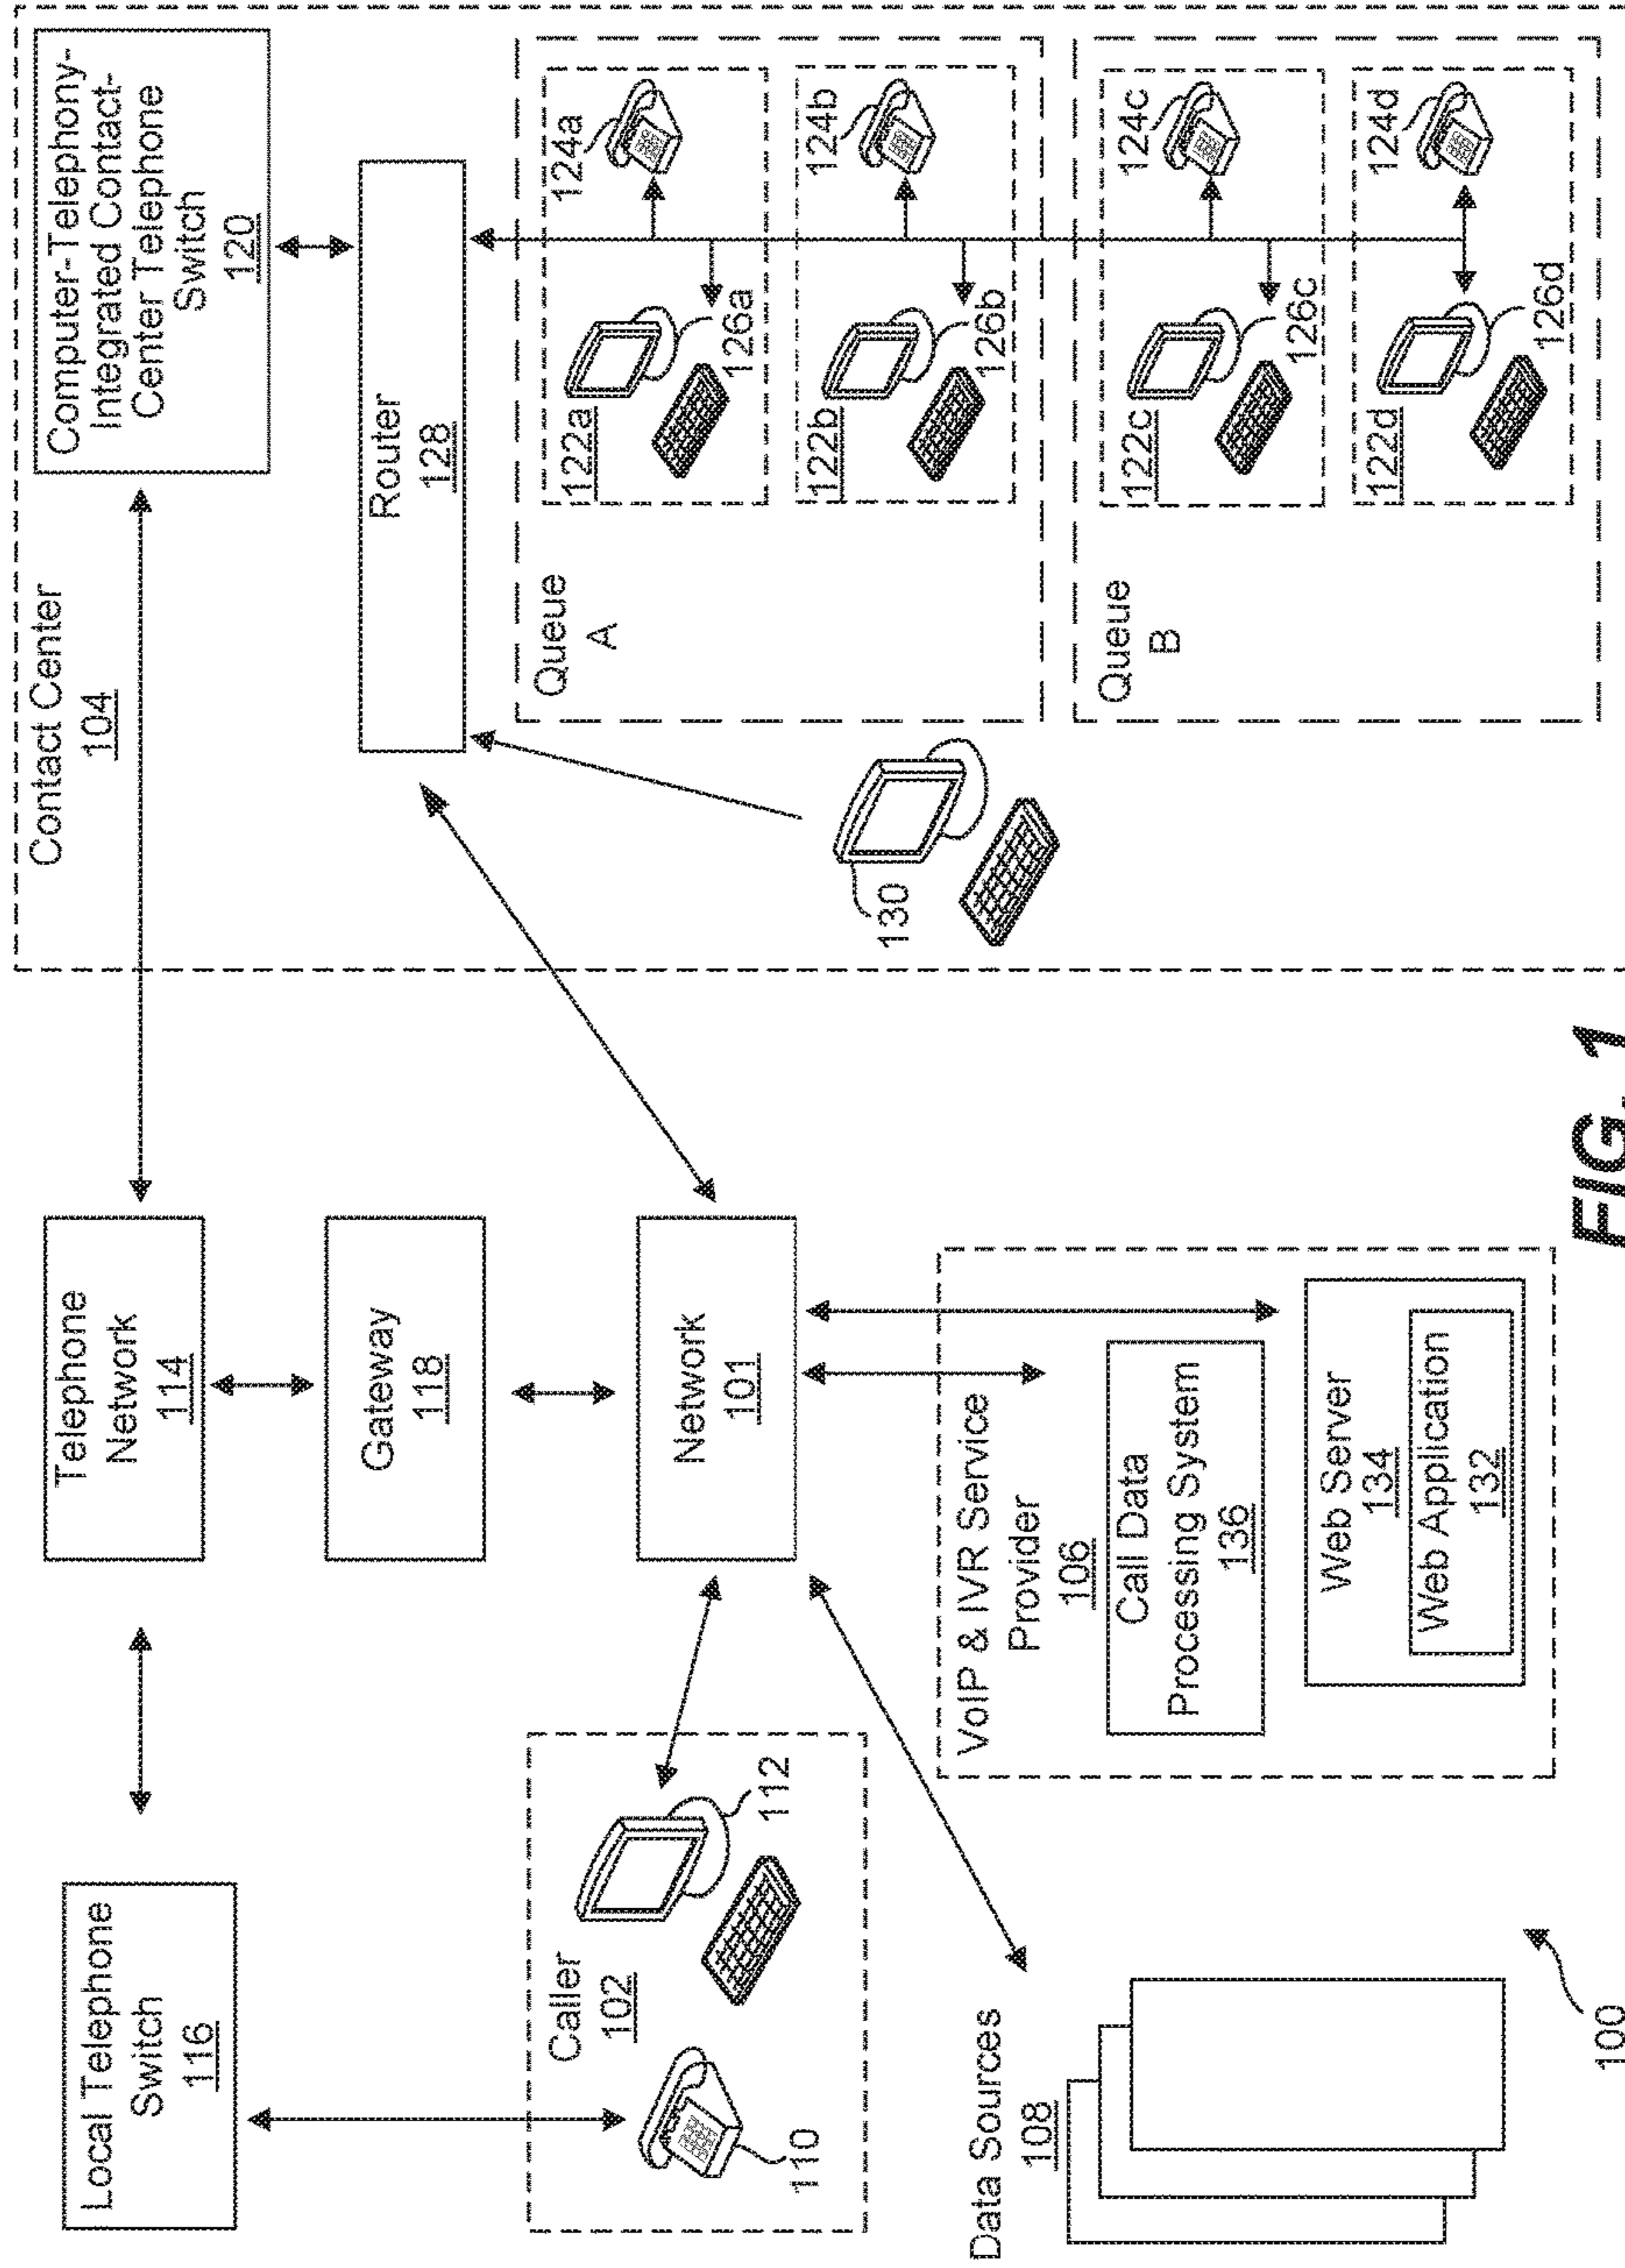 Local Telephone
Switch
116
Telephone
Network
114
Gateway
118
Network
101
Caller
102
110
112
Data Sources
108
VoIP & IVR Service
Provider
106
Call Data
Processing System
136
Web Server
134
Web Application
132
100
Contact Center
104
Computer-Telephony-
Integrated Contact-
Center Telephone
Switch
120
Router
128
130
Queue
A
122a
126a
124a
122b
126b
124b
Queue
B
122c
126c
124c
122d
126d
124d
FIG. 1